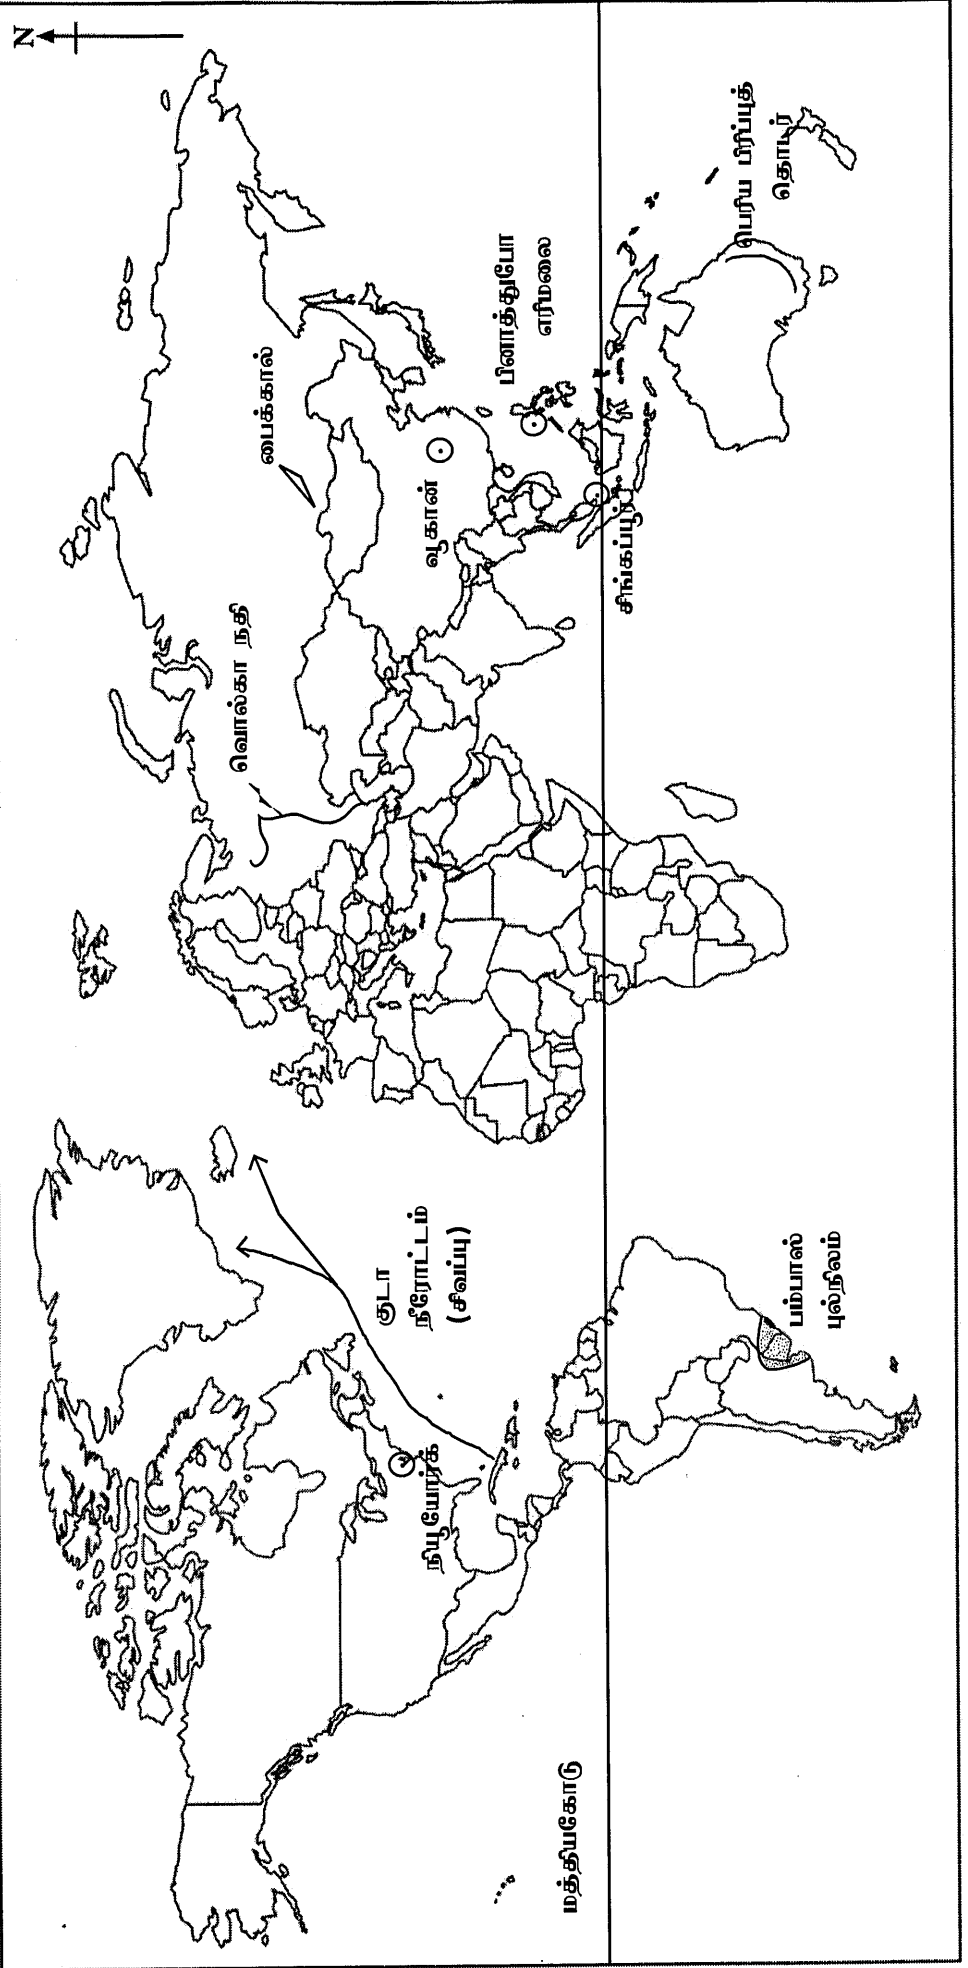 N
வொல்கா நதி
பைக்கால்
வூகான்
பினாத்துபோ
எரிமலை
சிங்கப்பூர்
பெரிய பிரிப்புத்
தொடர்
குடா
நீரோட்டம்
(சிவப்பு)
நியூயோர்க்
மத்தியகோடு
பம்பாஸ்
புல்நிலம்